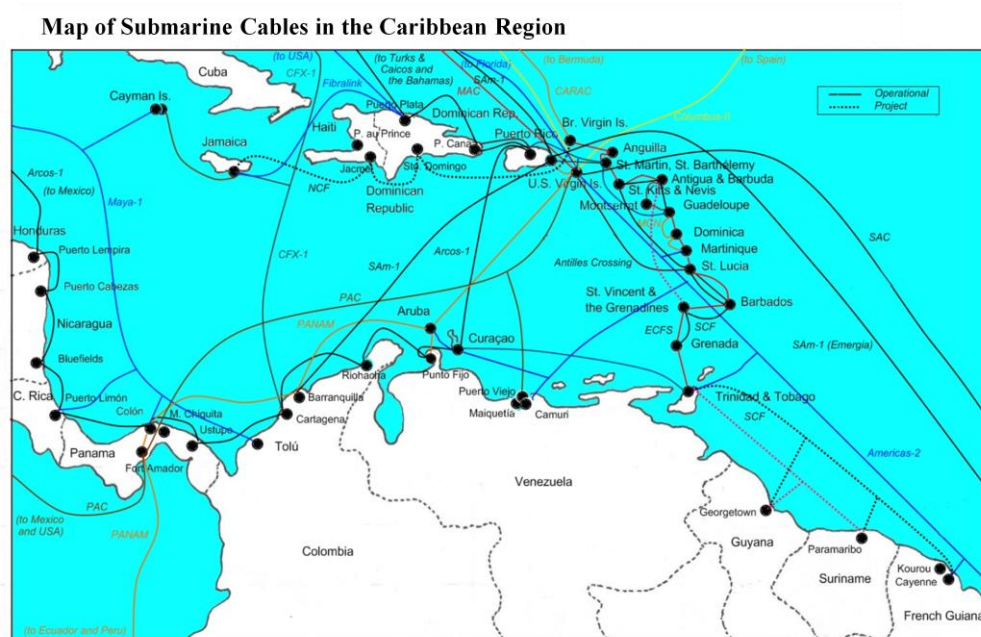 Map of Submarine Cables in the Caribbean Region
(to USA)
CFX-1
(to Turks &
Caicos and
the Bahamas)
(to Florida)
SAm-1
(to Bermuda)
(to Spain)
Cuba
Fibralink
MAC
CARAC
Operational
Project
Cayman Is.
Puerto Plata
Dominican Rep.
Columbus-II
Jamaica
Haiti
P. au Prince
P. Cana
Puerto Rico
Br. Virgin Is.
Anguilla
Jacmel
Sto. Domingo
St. Martin, St. Barthélemy
Arcos-1
(to Mexico)
NCF
Dominican
Republic
U.S. Virgin Is.
Antigua & Barbuda
St. Kitts & Nevis
Maya-1
Montserrat
Guadeloupe
Honduras
MCN
Dominica
SAC
Puerto Lempira
CFX-1
SAm-1
Arcos-1
Martinique
Antilles Crossing
St. Lucia
Puerto Cabezas
PAC
St. Vincent &
the Grenadines
Barbados
Nicaragua
Aruba
PANAM
Curaçao
ECFS
SCF
Grenada
SAm-1 (Emergia)
Bluefields
Riohacha
Punto Fijo
C. Rica
Puerto Limón
Barranquilla
Puerto Viejo
Trinidad & Tobago
Colón
M. Chiquita
Cartagena
Maiquetía
Camuri
SCF
Ustupo
Panama
Tolú
Fort Amador
Americas-2
Venezuela
PAC
(to Mexico
and USA)
PANAM
Georgetown
Colombia
Guyana
Paramaribo
Suriname
Kourou
Cayenne
French Guiana
(to Ecuador and Peru)